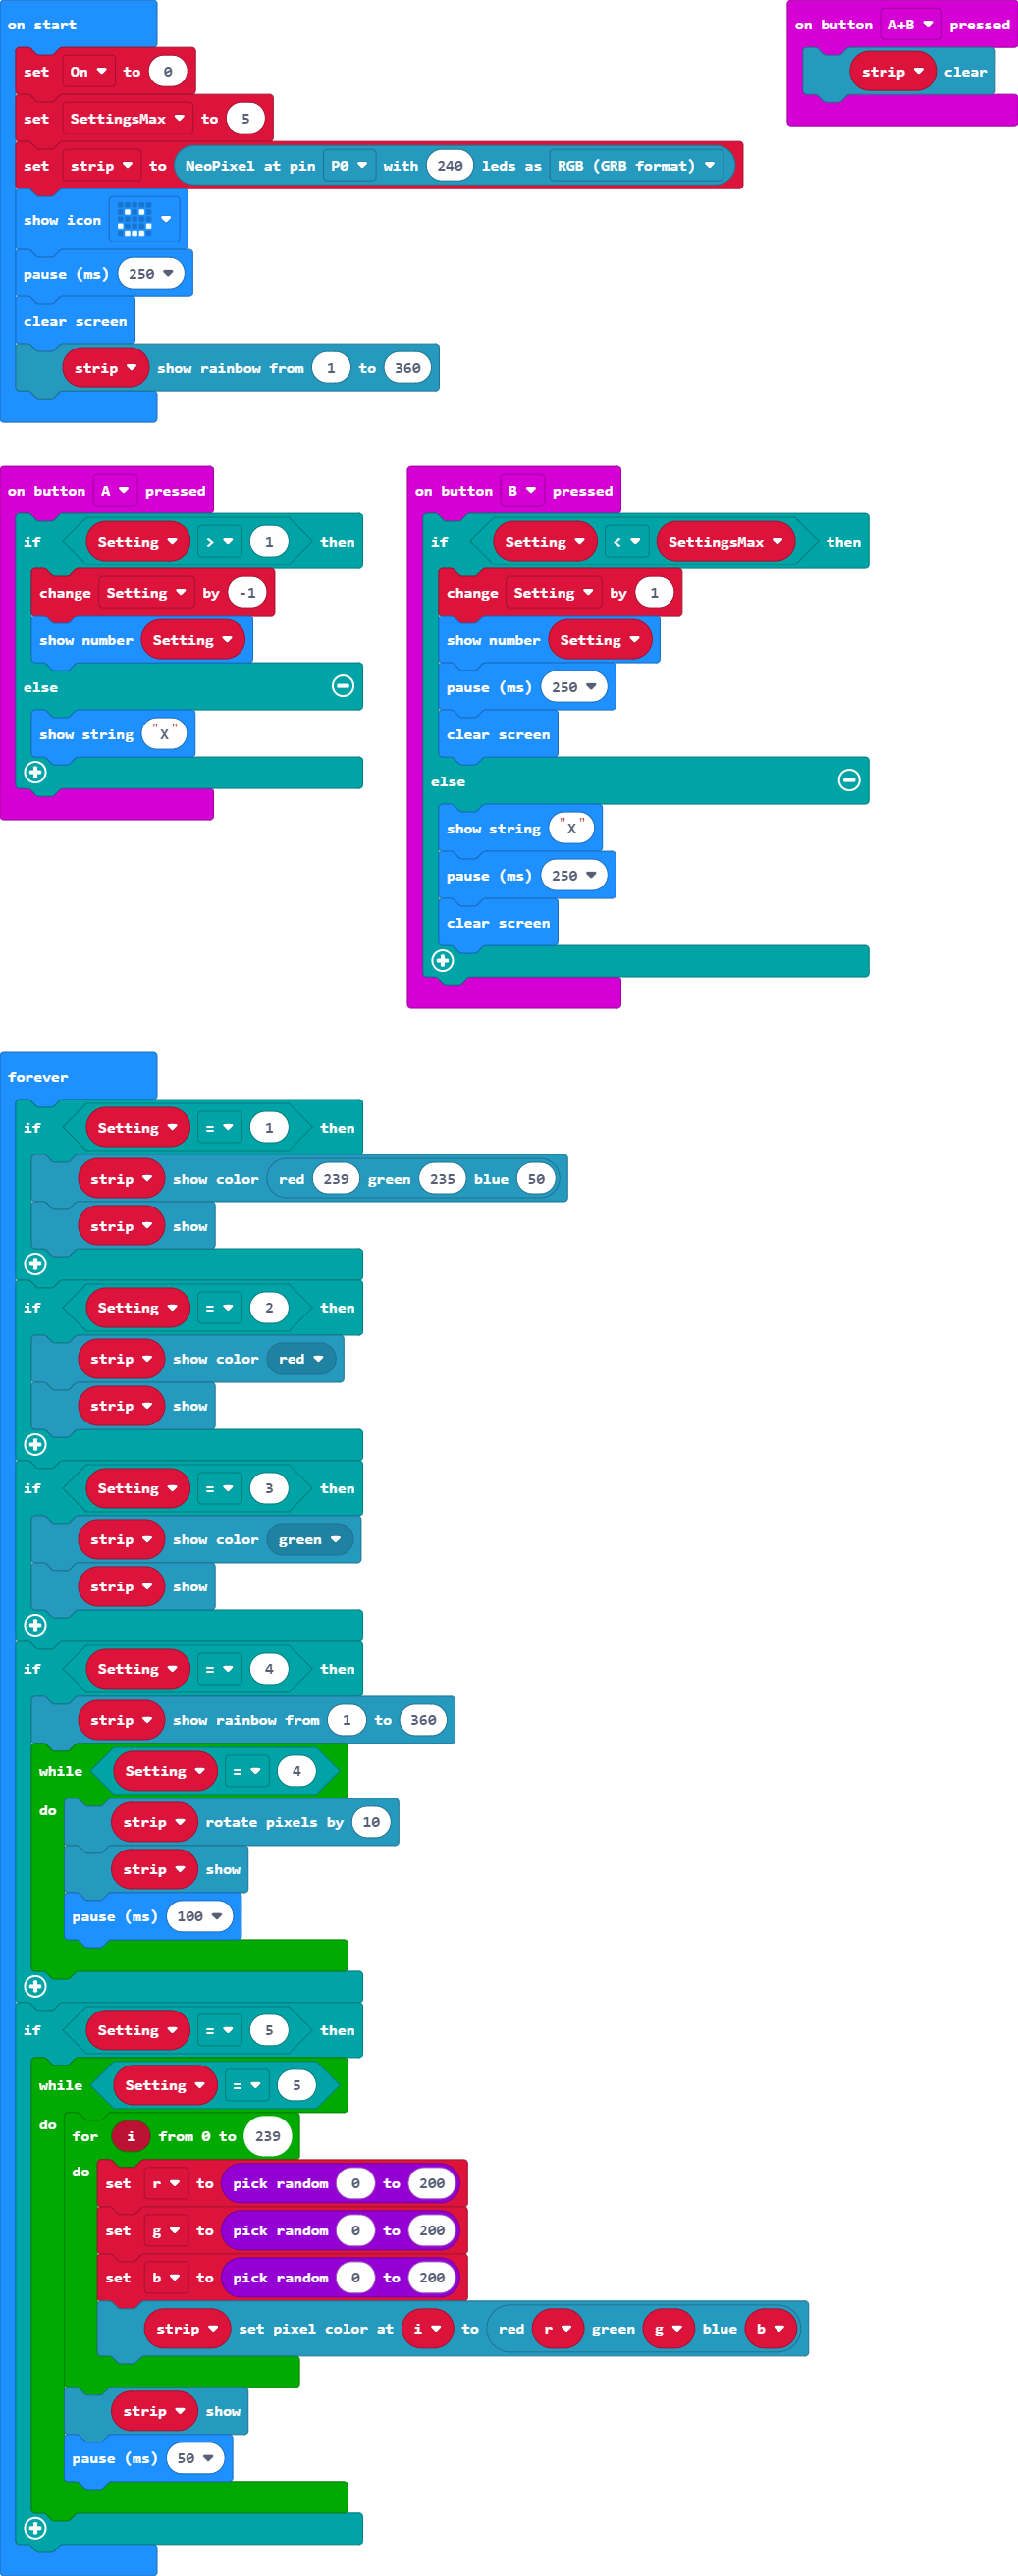 on start
set On to 0
set SettingsMax to 5
set strip to NeoPixel at pin P0 with 240 leds as RGB (GRB format)
show icon
pause (ms) 250
clear screen
strip show rainbow from 1 to 360
on button A+B pressed
strip clear
on button A pressed
if Setting > 1 then
change Setting by -1
show number Setting
else
show string "X"
on button B pressed
if Setting < SettingsMax then
change Setting by 1
show number Setting
pause (ms) 250
clear screen
else
show string "X"
pause (ms) 250
clear screen
forever
if Setting = 1 then
strip show color red 239 green 235 blue 50
strip show
if Setting = 2 then
strip show color red
strip show
if Setting = 3 then
strip show color green
strip show
if Setting = 4 then
strip show rainbow from 1 to 360
while Setting = 4
do strip rotate pixels by 10
strip show
pause (ms) 100
if Setting = 5 then
while Setting = 5
do for i from 0 to 239
do set r to pick random 0 to 200
set g to pick random 0 to 200
set b to pick random 0 to 200
strip set pixel color at i to red r green g blue b
strip show
pause (ms) 50